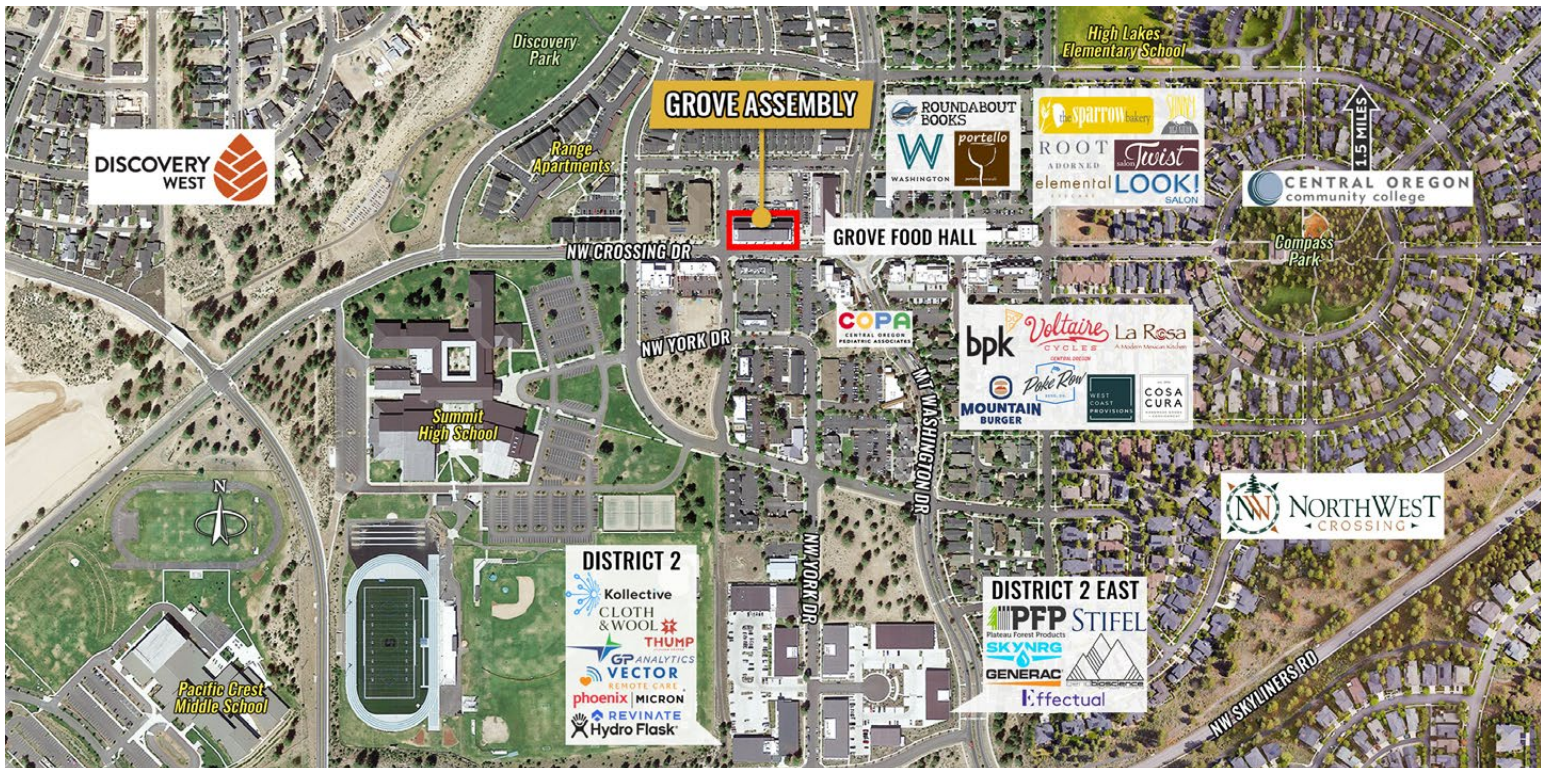 High Lakes
Elementary School
Discovery
Park
GROVE ASSEMBLY
ROUNDABOUT
BOOKS
WASHINGTON
portello
the sparrow bakery
ROOT
ADORNED
salon Twist
elemental
LOOK!
SALON
1.5 MILES
DISCOVERY
WEST
Range
Apartments
CENTRAL OREGON
community college
GROVE FOOD HALL
Compass
Park
NW CROSSING DR
COPA
CENTRAL OREGON
PEDIATRIC ASSOCIATES
NW YORK DR
bpk
Voltaire
CYCLES
CENTRAL OREGON
La Rosa
A Modern Mexican Kitchen
MOUNTAIN
BURGER
Poke Row
WEST
COAST
PROVISIONS
COSA
CURA
MT WASHINGTON DR
Summit
High School
N
NW
NORTHWEST
CROSSING
DISTRICT 2
Kollective
CLOTH
& WOOL
THUMP
GP ANALYTICS
VECTOR
REMOTE CARE
phoenix MICRON
REVINATE
Hydro Flask
NW YORK DR
DISTRICT 2 EAST
PFP
Plateau Forest Products
STIFEL
SKYNRG
GENERAC
bioscience
Effectual
Pacific Crest
Middle School
NW SKYLINERS RD